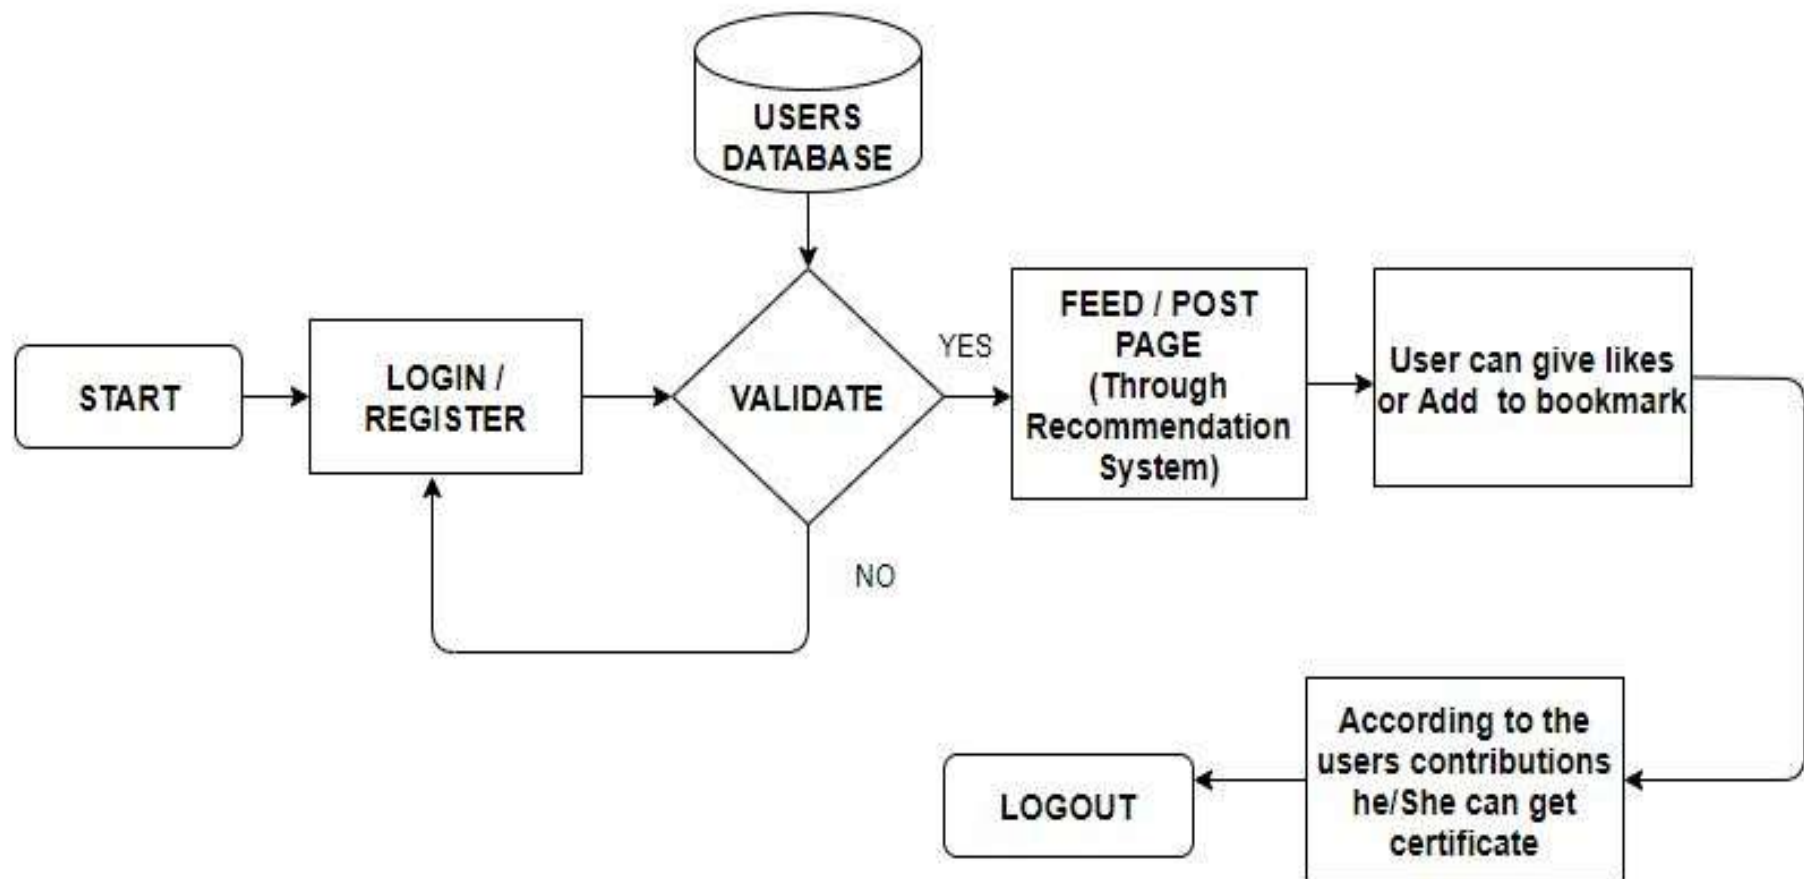 USERS
DATABASE
START
LOGIN /
REGISTER
VALIDATE
YES
NO
FEED / POST
PAGE
(Through
Recommendation
System)
User can give likes
or Add to bookmark
According to the
users contributions
he/She can get
certificate
LOGOUT